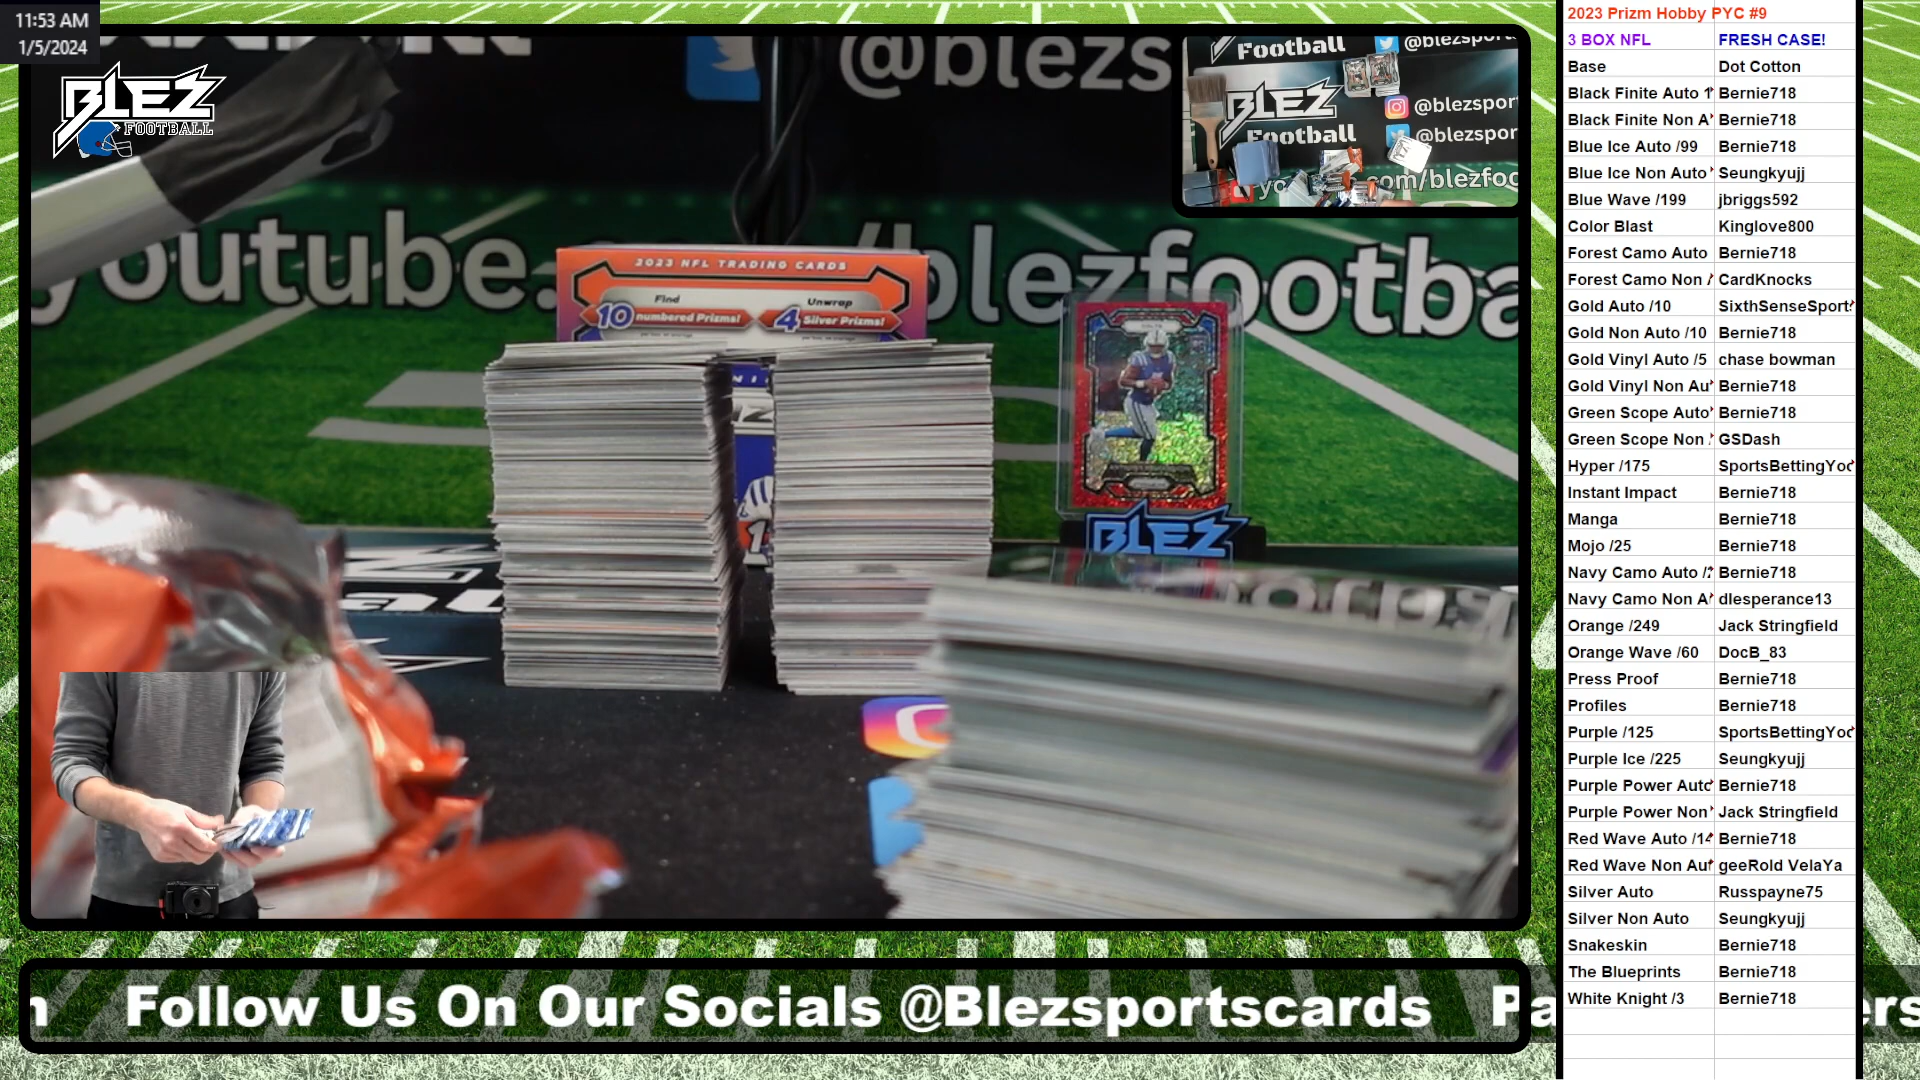 11:53 AM
1/5/2024
BLEZ
FOOTBALL
@blezs
youtube.
/blezfootba
2023 NFL TRADING CARDS
Find
10 numbered Prizms!
Unwrap
4 Silver Prizms!
BLEZ
Football
@blezsport
BLEZ
Football
@blezspor
@blezspor
com/blezfoo
Follow Us On Our Socials @Blezsportscards
2023 Prizm Hobby PYC #9
3 BOX NFL FRESH CASE!
Base Dot Cotton
Black Finite Auto 1 Bernie718
Black Finite Non A Bernie718
Blue Ice Auto /99 Bernie718
Blue Ice Non Auto Seungkyujj
Blue Wave /199 jbriggs592
Color Blast Kinglove800
Forest Camo Auto Bernie718
Forest Camo Non CardKnocks
Gold Auto /10 SixthSenseSport
Gold Non Auto /10 Bernie718
Gold Vinyl Auto /5 chase bowman
Gold Vinyl Non Au Bernie718
Green Scope Auto Bernie718
Green Scope Non GSDash
Hyper /175 SportsBettingYo
Instant Impact Bernie718
Manga Bernie718
Mojo /25 Bernie718
Navy Camo Auto / Bernie718
Navy Camo Non A dlesperance13
Orange /249 Jack Stringfield
Orange Wave /60 DocB_83
Press Proof Bernie718
Profiles Bernie718
Purple /125 SportsBettingYo
Purple Ice /225 Seungkyujj
Purple Power Auto Bernie718
Purple Power Non Jack Stringfield
Red Wave Auto /14 Bernie718
Red Wave Non Au geeRold VelaYa
Silver Auto Russpayne75
Silver Non Auto Seungkyujj
Snakeskin Bernie718
The Blueprints Bernie718
White Knight /3 Bernie718